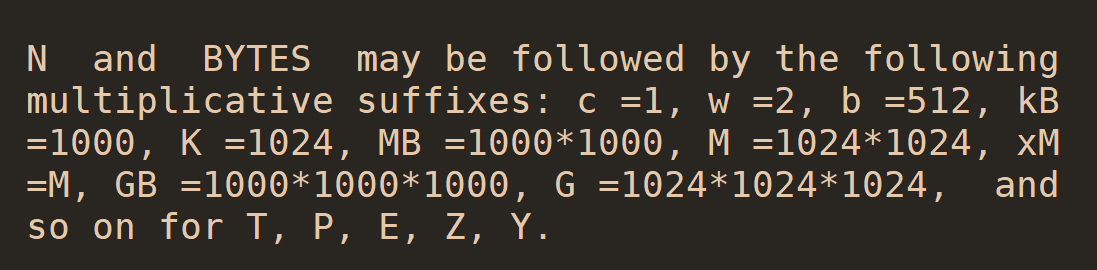 N  and  BYTES  may be followed by the following
multiplicative suffixes: c =1, w =2, b =512, kB
=1000, K =1024, MB =1000*1000, M =1024*1024, xM
=M, GB =1000*1000*1000, G =1024*1024*1024,  and
so on for T, P, E, Z, Y.